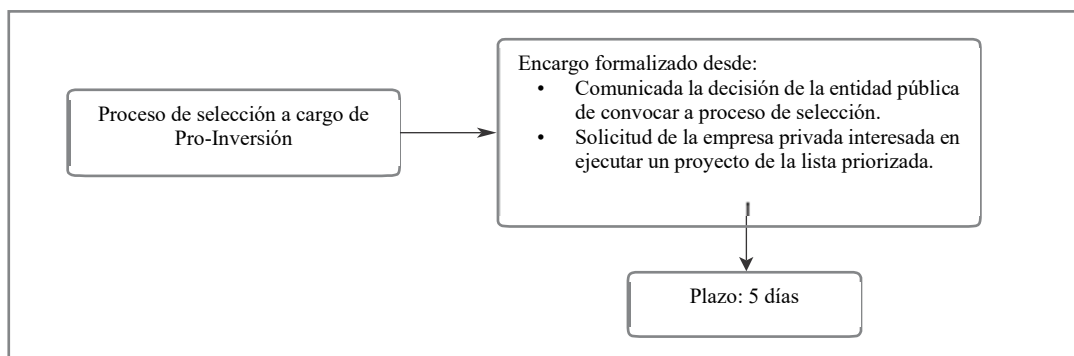 Proceso de selección a cargo de
Pro-Inversión
Encargo formalizado desde:
• Comunicada la decisión de la entidad pública
de convocar a proceso de selección.
• Solicitud de la empresa privada interesada en
ejecutar un proyecto de la lista priorizada.
Plazo: 5 días